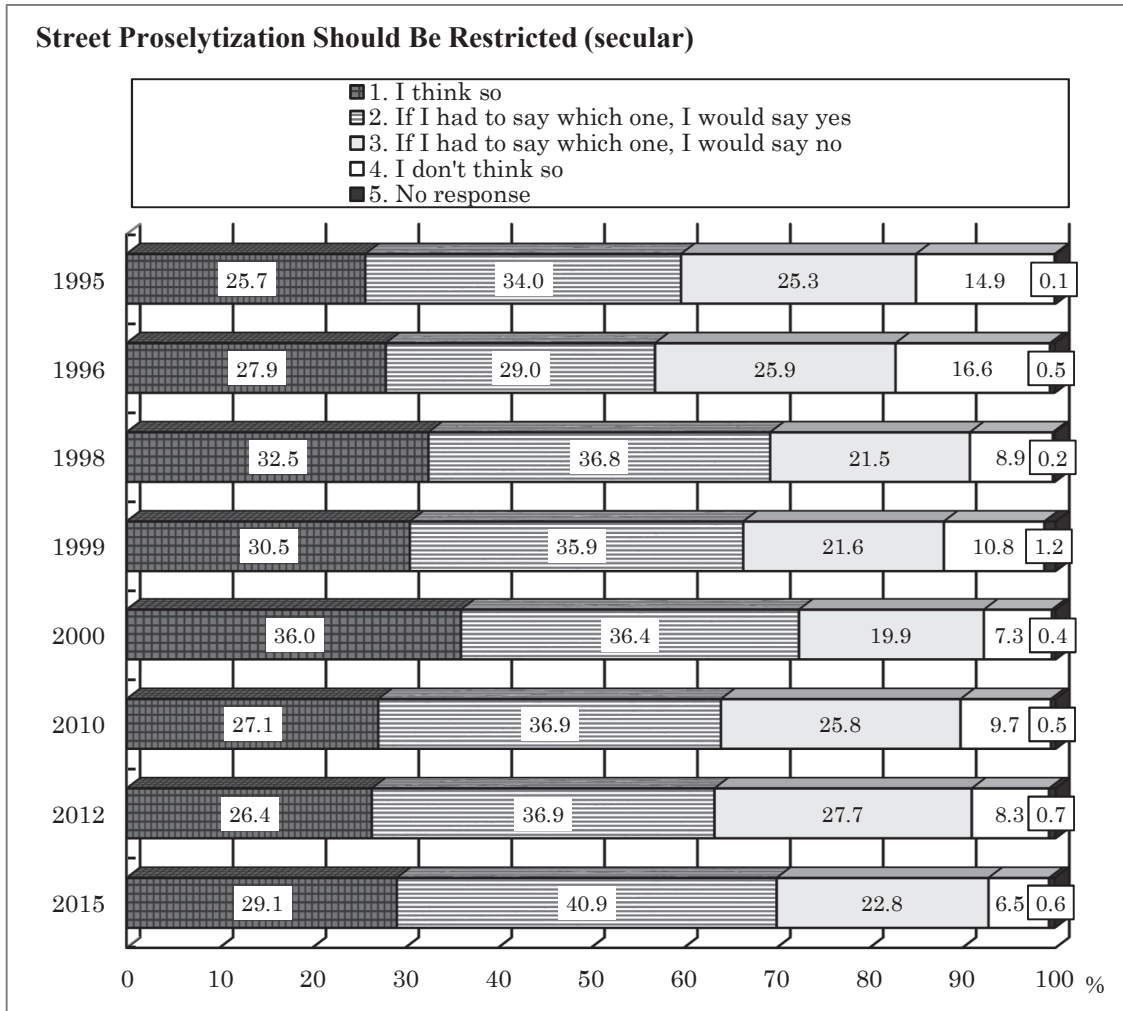 Street Proselytization Should Be Restricted (secular)
1. I think so
2. If I had to say which one, I would say yes
3. If I had to say which one, I would say no
4. I don't think so
5. No response
1995 25.7 34.0 25.3 14.9 0.1
1996 27.9 29.0 25.9 16.6 0.5
1998 32.5 36.8 21.5 8.9 0.2
1999 30.5 35.9 21.6 10.8 1.2
2000 36.0 36.4 19.9 7.3 0.4
2010 27.1 36.9 25.8 9.7 0.5
2012 26.4 36.9 27.7 8.3 0.7
2015 29.1 40.9 22.8 6.5 0.6
0 10 20 30 40 50 60 70 80 90 100 %